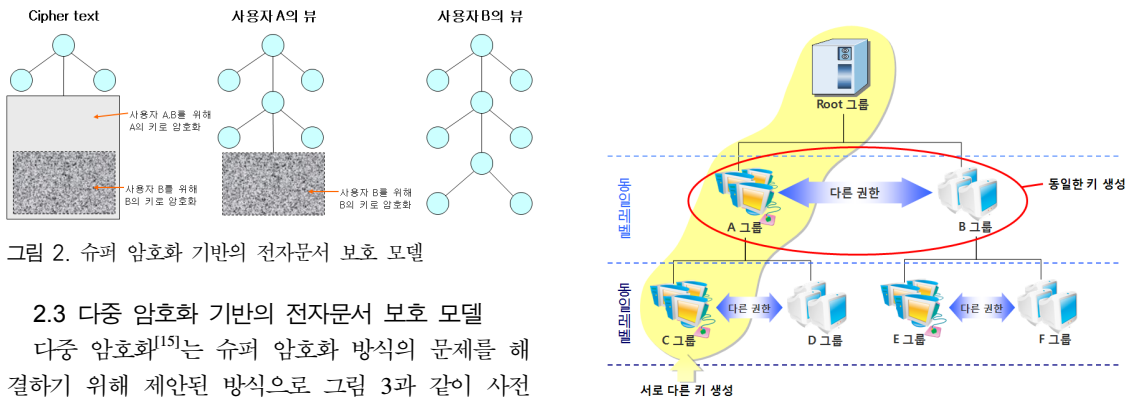 Cipher text
사용자 A의 뷰
사용자 B의 뷰
사용자 A,B를 위해
A의 키로 암호화
사용자 B를 위해
B의 키로 암호화
사용자 B를 위해
B의 키로 암호화
그림 2. 슈퍼 암호화 기반의 전자문서 보호 모델
2.3 다중 암호화 기반의 전자문서 보호 모델
다중 암호화[15]는 슈퍼 암호화 방식의 문제를 해
결하기 위해 제안된 방식으로 그림 3과 같이 사전
Root 그룹
동일레벨
다른 권한
동일한 키 생성
A 그룹
B 그룹
동일레벨
다른 권한
다른 권한
C 그룹
D 그룹
E 그룹
F 그룹
서로 다른 키 생성